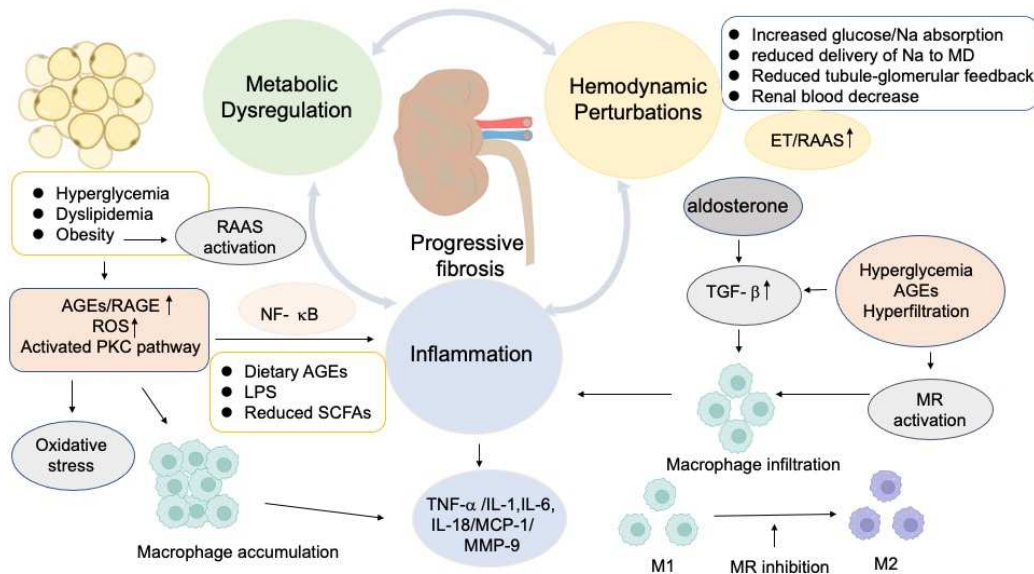 Metabolic
Dysregulation
Hemodynamic
Perturbations
● Increased glucose/Na absorption
● reduced delivery of Na to MD
● Reduced tubule-glomerular feedback
● Renal blood decrease
ET/RAAS↑
● Hyperglycemia
● Dyslipidemia
● Obesity
RAAS
activation
Progressive
fibrosis
aldosterone
TGF- β↑
Hyperglycemia
AGEs
Hyperfiltration
AGEs/RAGE ↑
ROS↑
Activated PKC pathway
NF- κB
● Dietary AGEs
● LPS
● Reduced SCFAs
Inflammation
MR
activation
Oxidative
stress
Macrophage accumulation
Macrophage infiltration
TNF-α /IL-1,IL-6,
IL-18/MCP-1/
MMP-9
M1
MR inhibition
M2